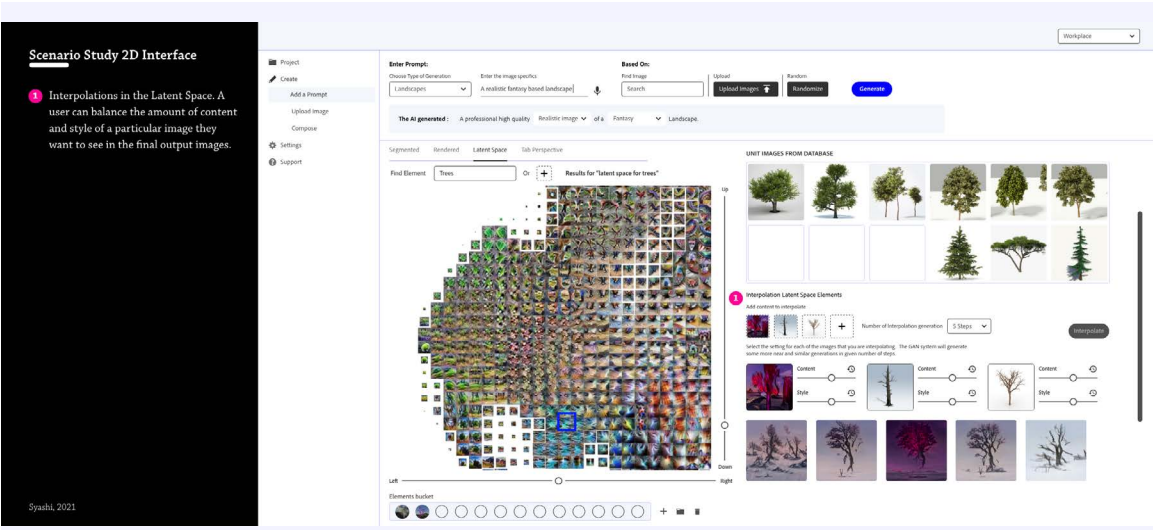 Scenario Study 2D Interface
1 Interpolations in the Latent Space. A
user can balance the amount of content
and style of a particular image they
want to see in the final output images.
Syashi, 2021
Workplace
Project
Create
Add a Prompt
Upload Image
Compose
Settings
Support
Enter Prompt:
Based On:
Choose Type of Generation
Enter the image specifics
Find Image
Upload
Random
Landscapes
A realistic fantasy based landscape
Search
Upload Images
Randomize
Generate
The AI generated : A professional high quality Realistic image of a Fantasy Landscape.
Segmented Rendered Latent Space Tab Perspective
Find Element Trees Or + Results for "latent space for trees"
Up
Down
Left
Right
Elements bucket
UNIT IMAGES FROM DATABASE
1 Interpolation Latent Space Elements
Add content to interpolate
+ Number of Interpolation generation 5 Steps Interpolate
Select the setting for each of the images that you are interpolating. The GAN system will generate
some more near and similar generations in given number of steps.
Content Content Content
Style Style Style